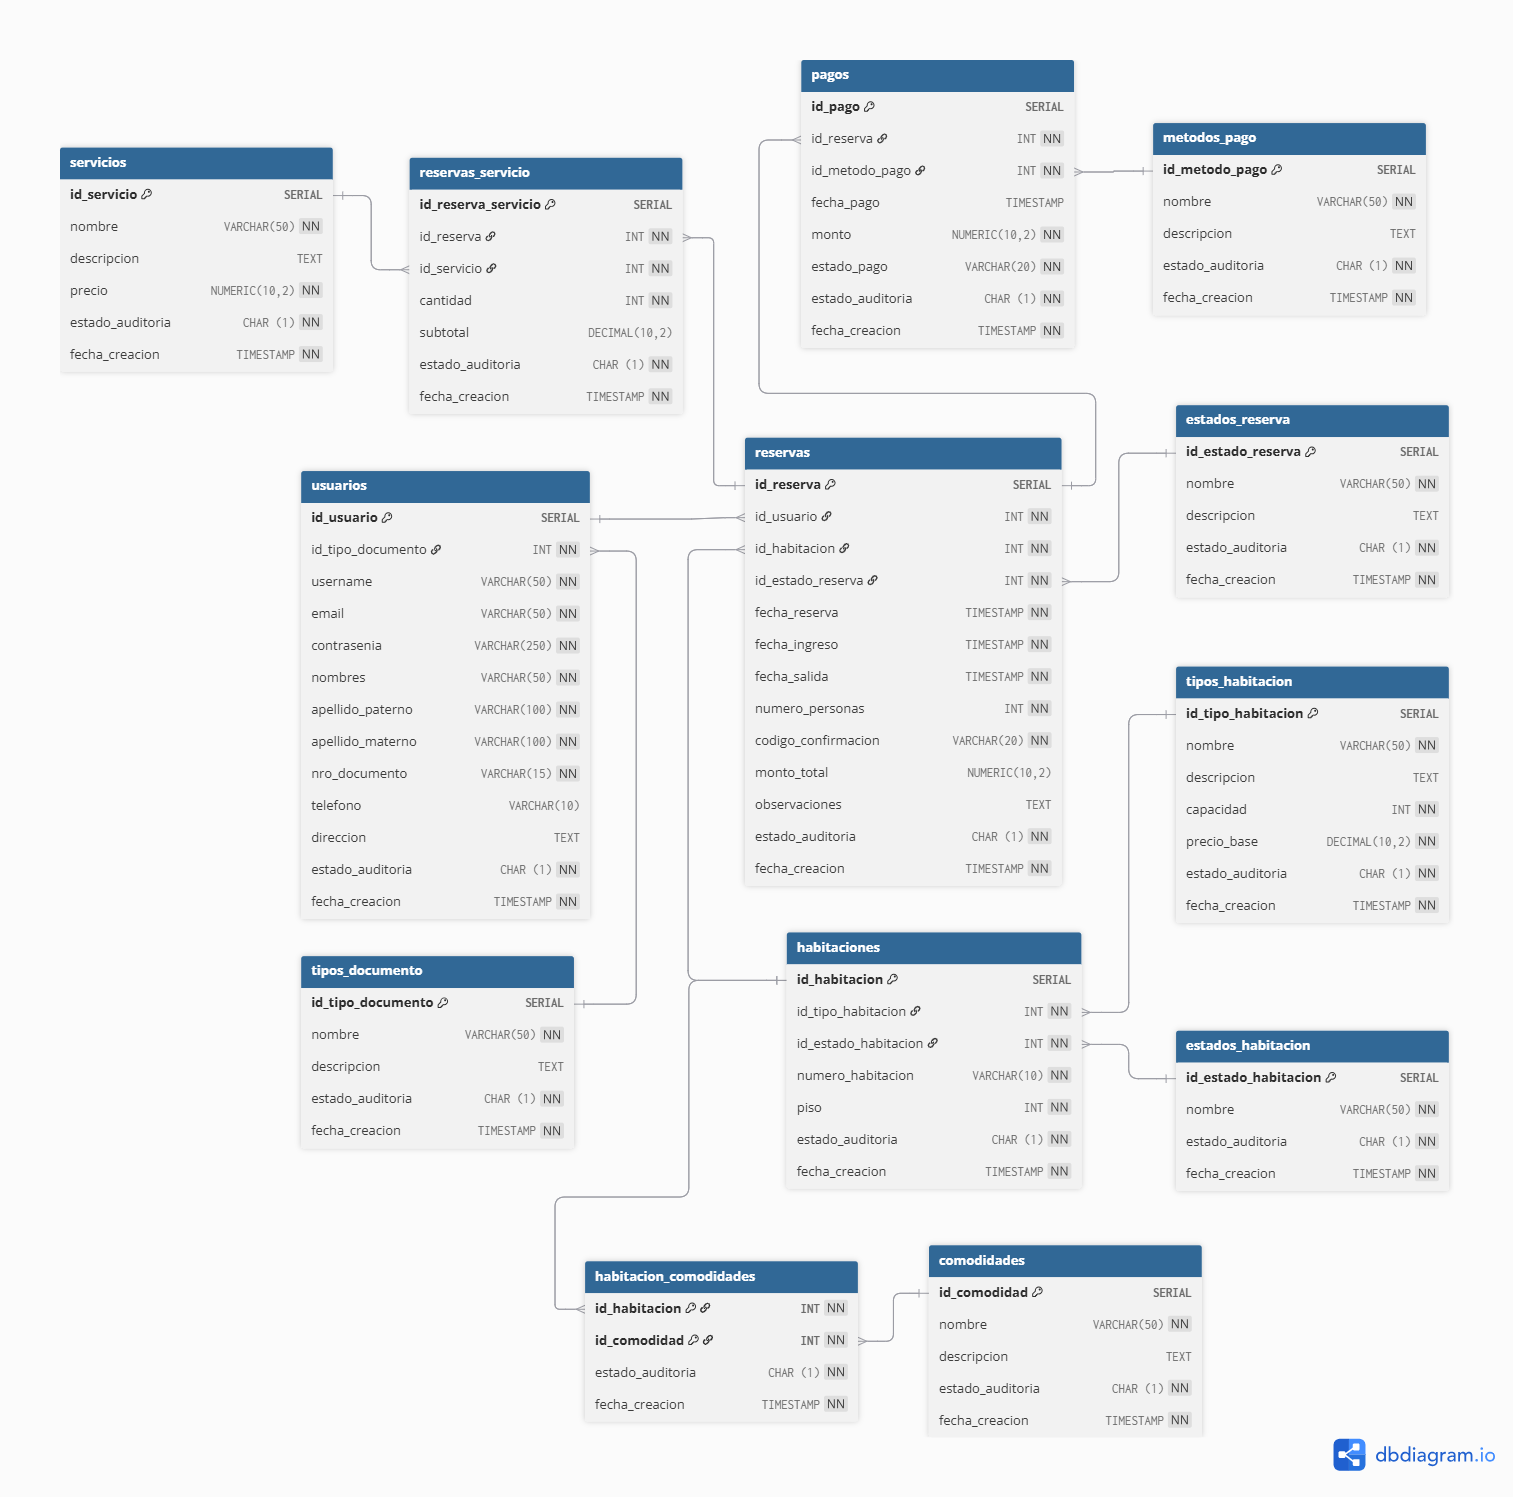 pagos
id_pago SERIAL
id_reserva INT NN
id_metodo_pago INT NN
fecha_pago TIMESTAMP
monto NUMERIC(10,2) NN
estado_pago VARCHAR(20) NN
estado_auditoria CHAR (1) NN
fecha_creacion TIMESTAMP NN
metodos_pago
id_metodo_pago SERIAL
nombre VARCHAR(50) NN
descripcion TEXT
estado_auditoria CHAR (1) NN
fecha_creacion TIMESTAMP NN
servicios
id_servicio SERIAL
nombre VARCHAR(50) NN
descripcion TEXT
precio NUMERIC(10,2) NN
estado_auditoria CHAR (1) NN
fecha_creacion TIMESTAMP NN
reservas_servicio
id_reserva_servicio SERIAL
id_reserva INT NN
id_servicio INT NN
cantidad INT NN
subtotal DECIMAL(10,2)
estado_auditoria CHAR (1) NN
fecha_creacion TIMESTAMP NN
estados_reserva
id_estado_reserva SERIAL
nombre VARCHAR(50) NN
descripcion TEXT
estado_auditoria CHAR (1) NN
fecha_creacion TIMESTAMP NN
reservas
id_reserva SERIAL
id_usuario INT NN
id_habitacion INT NN
id_estado_reserva INT NN
fecha_reserva TIMESTAMP NN
fecha_ingreso TIMESTAMP NN
fecha_salida TIMESTAMP NN
numero_personas INT NN
codigo_confirmacion VARCHAR(20) NN
monto_total NUMERIC(10,2)
observaciones TEXT
estado_auditoria CHAR (1) NN
fecha_creacion TIMESTAMP NN
usuarios
id_usuario SERIAL
id_tipo_documento INT NN
username VARCHAR(50) NN
email VARCHAR(50) NN
contrasenia VARCHAR(250) NN
nombres VARCHAR(50) NN
apellido_paterno VARCHAR(100) NN
apellido_materno VARCHAR(100) NN
nro_documento VARCHAR(15) NN
telefono VARCHAR(10)
direccion TEXT
estado_auditoria CHAR (1) NN
fecha_creacion TIMESTAMP NN
tipos_habitacion
id_tipo_habitacion SERIAL
nombre VARCHAR(50) NN
descripcion TEXT
capacidad INT NN
precio_base DECIMAL(10,2) NN
estado_auditoria CHAR (1) NN
fecha_creacion TIMESTAMP NN
habitaciones
id_habitacion SERIAL
id_tipo_habitacion INT NN
id_estado_habitacion INT NN
numero_habitacion VARCHAR(10) NN
piso INT NN
estado_auditoria CHAR (1) NN
fecha_creacion TIMESTAMP NN
tipos_documento
id_tipo_documento SERIAL
nombre VARCHAR(50) NN
descripcion TEXT
estado_auditoria CHAR (1) NN
fecha_creacion TIMESTAMP NN
estados_habitacion
id_estado_habitacion SERIAL
nombre VARCHAR(50) NN
estado_auditoria CHAR (1) NN
fecha_creacion TIMESTAMP NN
habitacion_comodidades
id_habitacion INT NN
id_comodidad INT NN
estado_auditoria CHAR (1) NN
fecha_creacion TIMESTAMP NN
comodidades
id_comodidad SERIAL
nombre VARCHAR(50) NN
descripcion TEXT
estado_auditoria CHAR (1) NN
fecha_creacion TIMESTAMP NN
dbdiagram.io